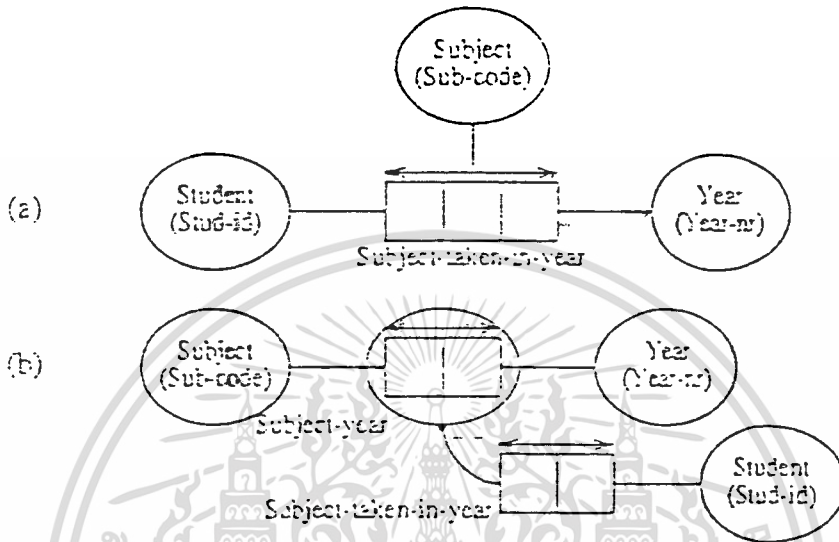 Subject
(Sub-code)
(a)
Student
(Stud-id)
Year
(Year-nr)
Subject-taken-in-year
(b)
Subject
(Sub-code)
Year
(Year-nr)
Subject-year
Student
(Stud-id)
Subject-taken-in-year